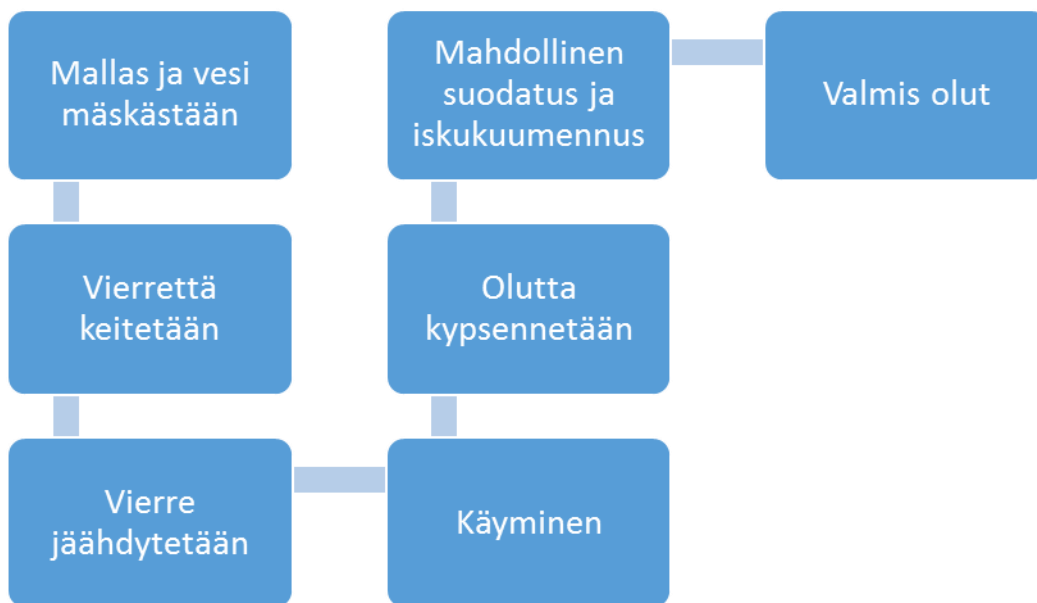 Mallas ja vesi
mäskästään
Vierrettä
keitetään
Vierre
jäähdytetään
Käyminen
Olutta
kypsennetään
Mahdollinen
suodatus ja
iskukuumennus
Valmis olut